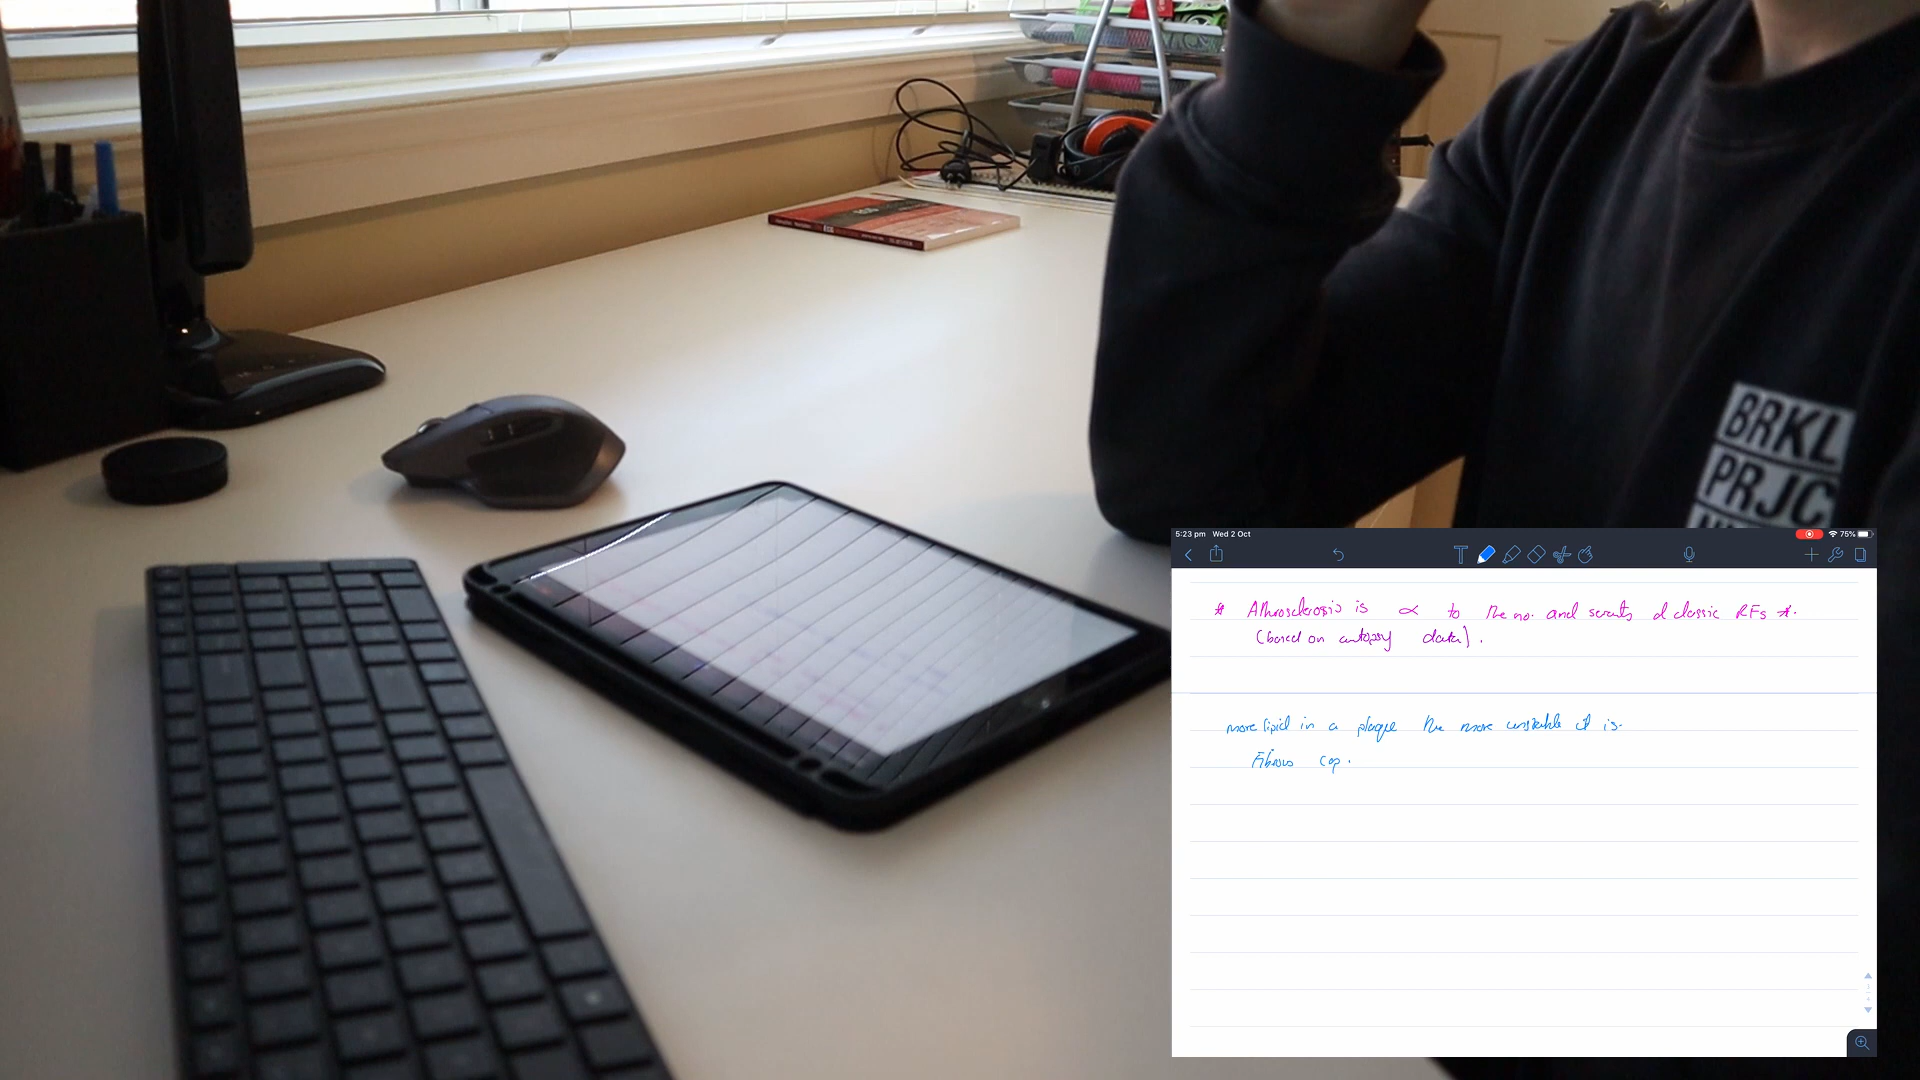 BRKL
PRJC
5:23 pm Wed 2 Oct
75%
* Atherosclerosis is ∝ to the no. and severity of classic RFs *.
(based on autopsy data).
more lipid in a plaque the more unstable it is.
Fibrous cap.